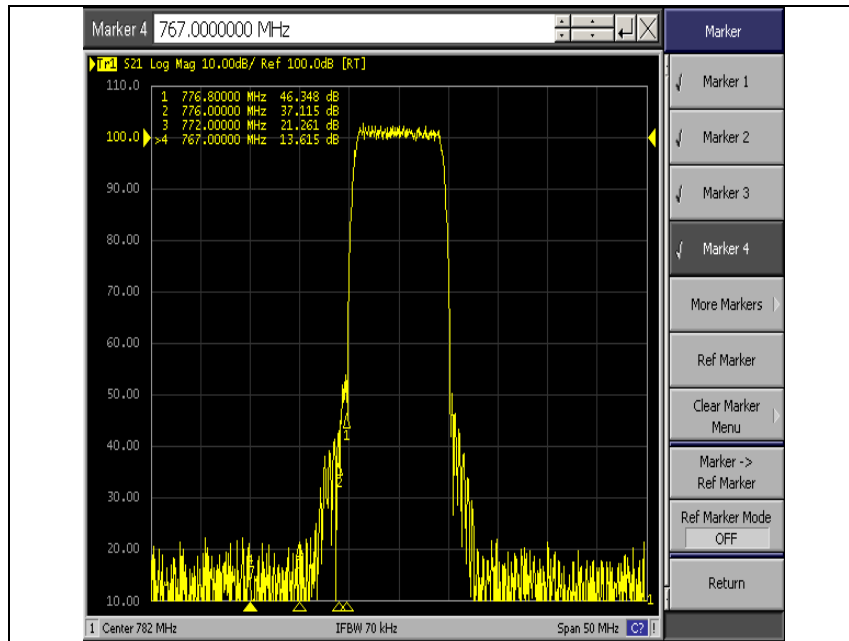 Marker 4 767.0000000 MHz
Tr1 S21 Log Mag 10.00dB/ Ref 100.0dB [RT]
110.0
100.0
90.00
80.00
70.00
60.00
50.00
40.00
30.00
20.00
10.00
1 776.80000 MHz 46.348 dB
2 776.00000 MHz 37.115 dB
3 772.00000 MHz 21.261 dB
>4 767.00000 MHz 13.615 dB
1
2
1
1 Center 782 MHz IFBW 70 kHz Span 50 MHz C? !
Marker
√ Marker 1
√ Marker 2
√ Marker 3
√ Marker 4
More Markers
Ref Marker
Clear Marker
Menu
Marker ->
Ref Marker
Ref Marker Mode
OFF
Return